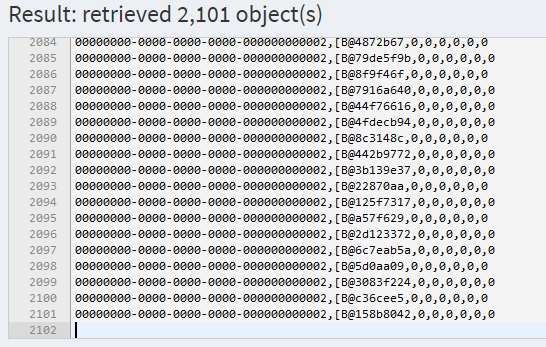 Result: retrieved 2,101 object(s)
2084 00000000-0000-0000-0000-000000000002,[B@4872b67,0,0,0,0,0,0
2085 00000000-0000-0000-0000-000000000002,[B@79de5f9b,0,0,0,0,0,0
2086 00000000-0000-0000-0000-000000000002,[B@8f9f46f,0,0,0,0,0,0
2087 00000000-0000-0000-0000-000000000002,[B@7916a640,0,0,0,0,0,0
2088 00000000-0000-0000-0000-000000000002,[B@44f76616,0,0,0,0,0,0
2089 00000000-0000-0000-0000-000000000002,[B@4fdecb94,0,0,0,0,0,0
2090 00000000-0000-0000-0000-000000000002,[B@8c3148c,0,0,0,0,0,0
2091 00000000-0000-0000-0000-000000000002,[B@442b9772,0,0,0,0,0,0
2092 00000000-0000-0000-0000-000000000002,[B@3b139e37,0,0,0,0,0,0
2093 00000000-0000-0000-0000-000000000002,[B@22870aa,0,0,0,0,0,0
2094 00000000-0000-0000-0000-000000000002,[B@125f7317,0,0,0,0,0,0
2095 00000000-0000-0000-0000-000000000002,[B@a57f629,0,0,0,0,0,0
2096 00000000-0000-0000-0000-000000000002,[B@2d123372,0,0,0,0,0,0
2097 00000000-0000-0000-0000-000000000002,[B@6c7eab5a,0,0,0,0,0,0
2098 00000000-0000-0000-0000-000000000002,[B@5d0aa09,0,0,0,0,0,0
2099 00000000-0000-0000-0000-000000000002,[B@3083f224,0,0,0,0,0,0
2100 00000000-0000-0000-0000-000000000002,[B@c36cee5,0,0,0,0,0,0
2101 00000000-0000-0000-0000-000000000002,[B@158b8042,0,0,0,0,0,0
2102